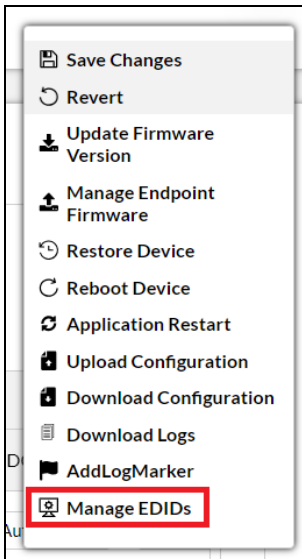 Save Changes
Revert
Update Firmware
Version
Manage Endpoint
Firmware
Restore Device
Reboot Device
Application Restart
Upload Configuration
Download Configuration
Download Logs
AddLogMarker
Manage EDIDs